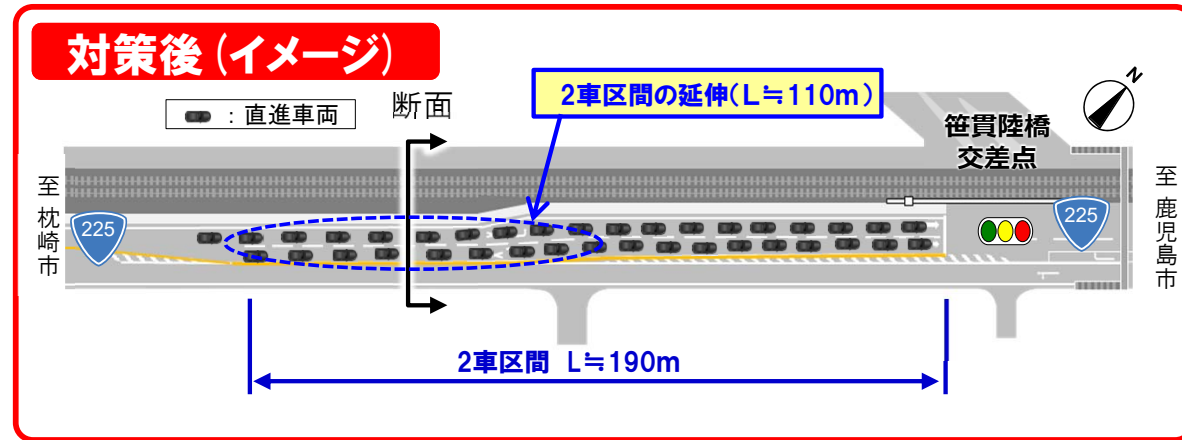 対策後(イメージ)
：直進車両
断面
2車区間の延伸(L≒110m)
N
笹貫陸橋
交差点
至 枕崎市
225
225
至 鹿児島市
2車区間 L≒190m